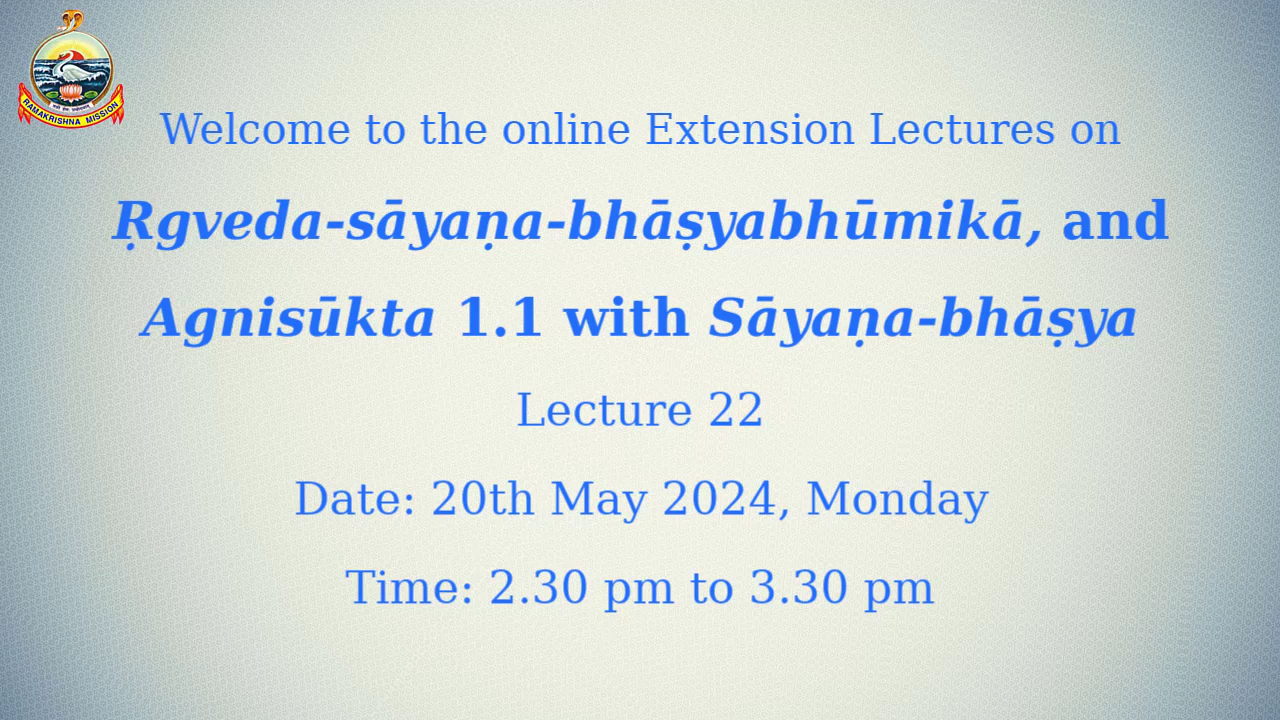 RAMAKRISHNA MISSION
Welcome to the online Extension Lectures on
Ṛgveda-sāyaṇa-bhāṣyabhūmikā, and
Agnisūkta 1.1 with Sāyaṇa-bhāṣya
Lecture 22
Date: 20th May 2024, Monday
Time: 2.30 pm to 3.30 pm